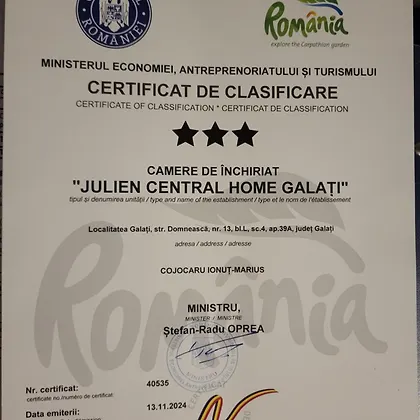 ROMÂNIEI
România
explore the Carpathian garden
MINISTERUL ECONOMIEI, ANTREPRENORIATULUI ȘI TURISMULUI
CERTIFICAT DE CLASIFICARE
CERTIFICATE OF CLASSIFICATION * CERTIFICAT DE CLASSIFICATION
CAMERE DE ÎNCHIRIAT
"JULIEN CENTRAL HOME GALAȚI"
tipul și denumirea unității / type and name of the establishment / type et le nom de l'établissement
Localitatea Galați, str. Domnească, nr. 13, bl.L, sc.4, ap.39A, județ Galați
adresa / address / adresse
COJOCARU IONUȚ-MARIUS
România
MINISTRU,
MINISTER / MINISTRE
Ștefan-Radu OPREA
Nr. certificat: 40535
certificate no./numéro de certificat:
Data emiterii: 13.11.2024